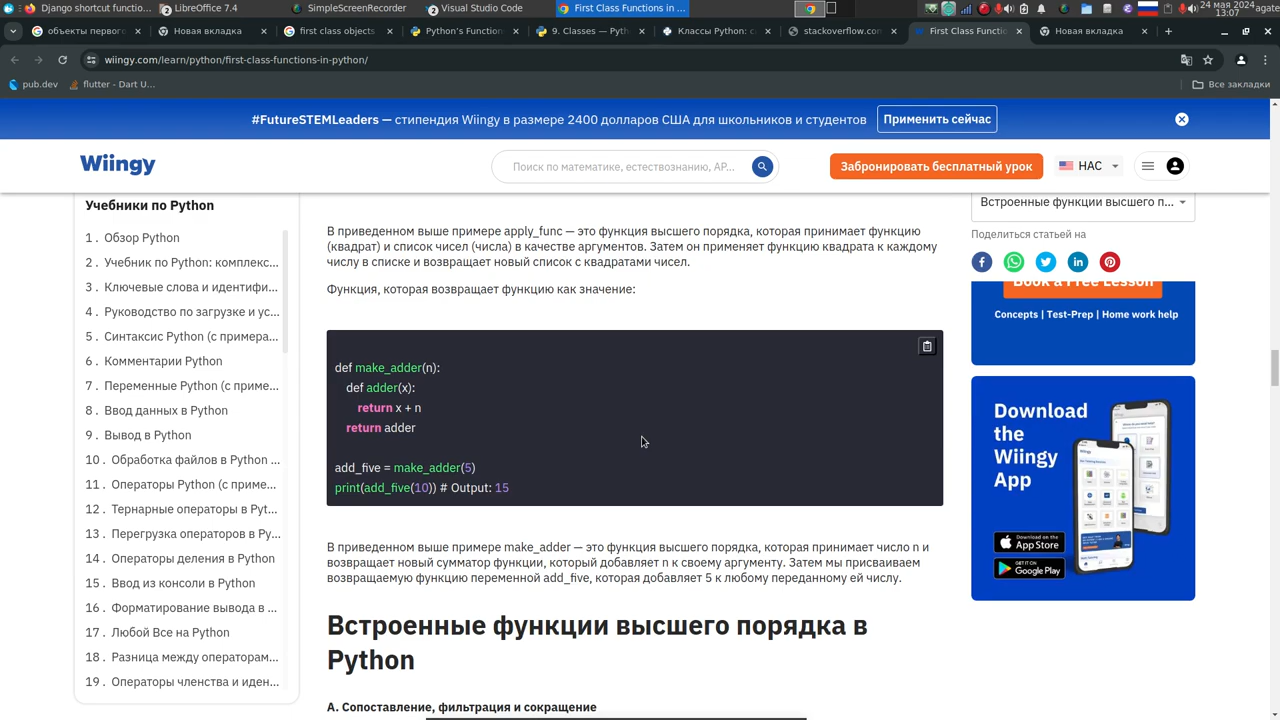 Django shortcut functio...
LibreOffice 7.4
SimpleScreenRecorder
Visual Studio Code
First Class Functions in ...
24 мая 2024
13:07
agate
объекты первого
Новая вкладка
first class objects
Python's Function
9. Classes — Pyth
Классы Python: с
stackoverflow.con
First Class Functio
Новая вкладка
wiingy.com/learn/python/first-class-functions-in-python/
pub.dev
flutter - Dart U...
Все закладки
#FutureSTEMLeaders — стипендия Wiingy в размере 2400 долларов США для школьников и студентов
Применить сейчас
Wiingy
Поиск по математике, естествознанию, AP...
Забронировать бесплатный урок
НАС
Учебники по Python
1 . Обзор Python
2 . Учебник по Python: комплекс...
3 . Ключевые слова и идентифи...
4 . Руководство по загрузке и ус...
5 . Синтаксис Python (с примера...
6 . Комментарии Python
7 . Переменные Python (с приме...
8 . Ввод данных в Python
9 . Вывод в Python
10 . Обработка файлов в Python ...
11 . Операторы Python (с приме...
12 . Тернарные операторы в Pyt...
13 . Перегрузка операторов в Py...
14 . Операторы деления в Python
15 . Ввод из консоли в Python
16 . Форматирование вывода в ...
17 . Любой Все на Python
18 . Разница между операторам...
19 . Операторы членства и иден...
В приведенном выше примере apply_func — это функция высшего порядка, которая принимает функцию
(квадрат) и список чисел (числа) в качестве аргументов. Затем он применяет функцию квадрата к каждому
числу в списке и возвращает новый список с квадратами чисел.
Функция, которая возвращает функцию как значение:
def make_adder(n):
def adder(x):
return x + n
return adder
add_five = make_adder(5)
print(add_five(10)) # Output: 15
В приведенном выше примере make_adder — это функция высшего порядка, которая принимает число n и
возвращает новый сумматор функции, который добавляет n к своему аргументу. Затем мы присваиваем
возвращаемую функцию переменной add_five, которая добавляет 5 к любому переданному ей числу.
Встроенные функции высшего порядка в
Python
А. Сопоставление, фильтрация и сокращение
Встроенные функции высшего п...
Поделиться статьей на
Book a Free Lesson
Concepts | Test-Prep | Home work help
Download
the
Wiingy
App
Download on the
App Store
GET IT ON
Google Play